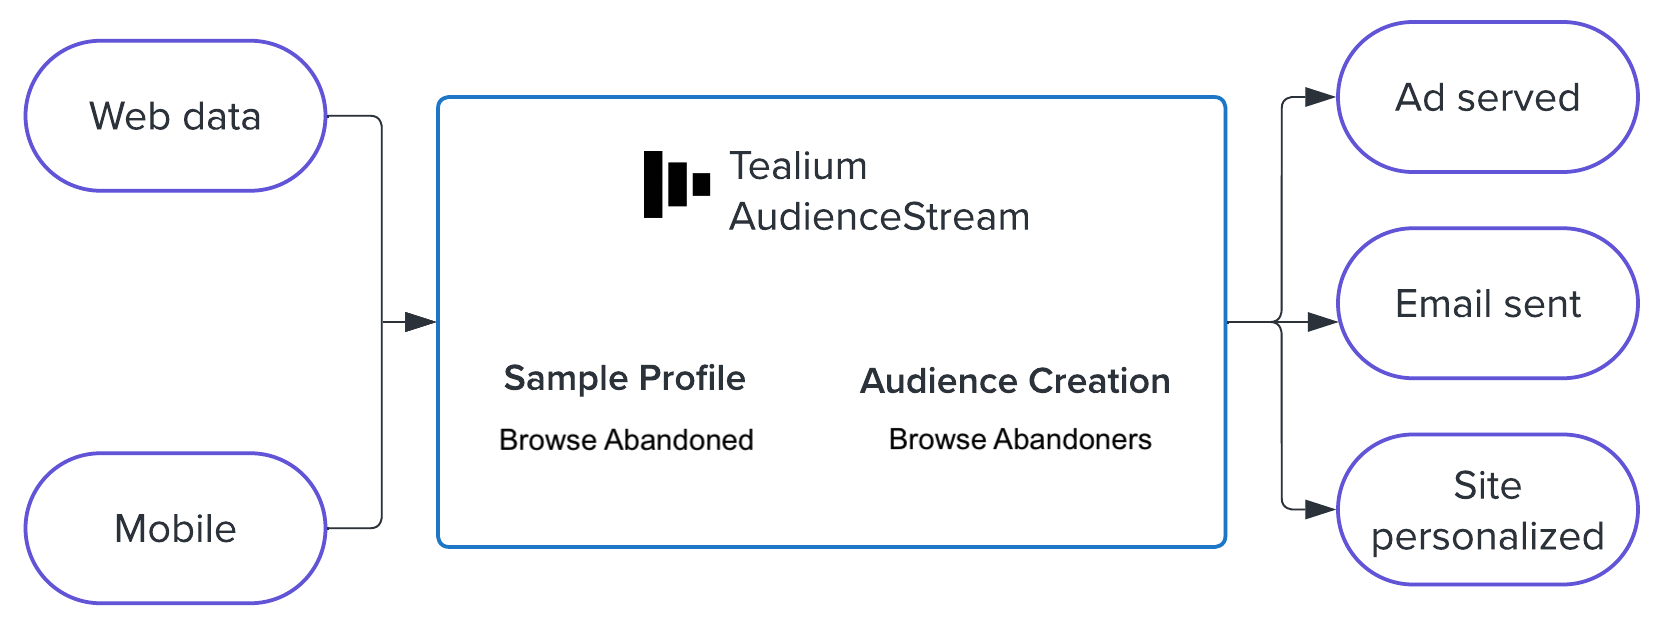 Web data
Mobile
Tealium
AudienceStream
Sample Profile
Browse Abandoned
Audience Creation
Browse Abandoners
Ad served
Email sent
Site
personalized